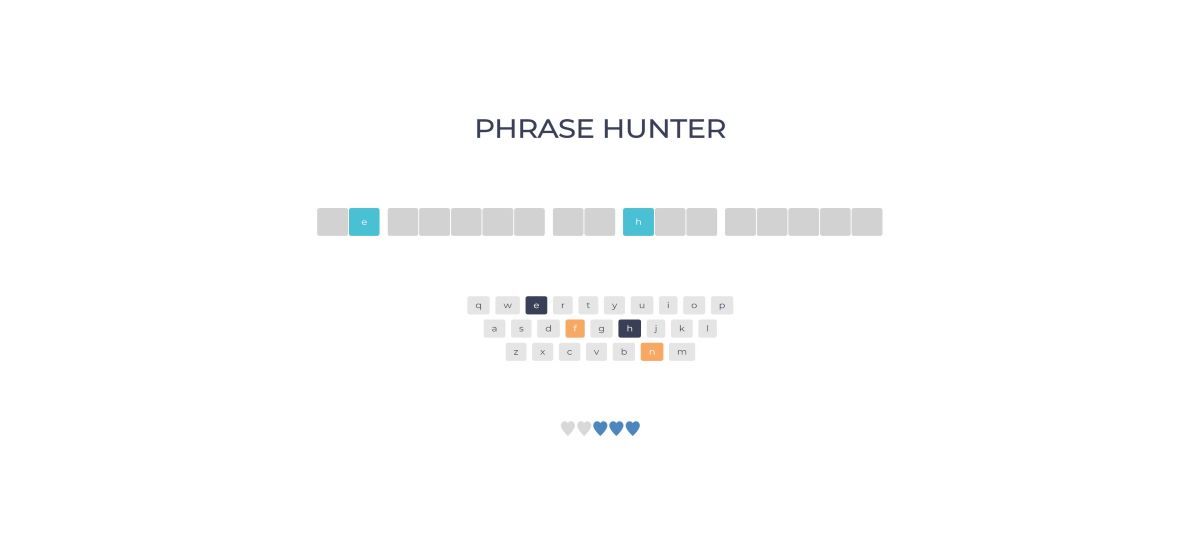 PHRASE HUNTER
e h
q w e r t y u i o p
a s d f g h j k l
z x c v b n m